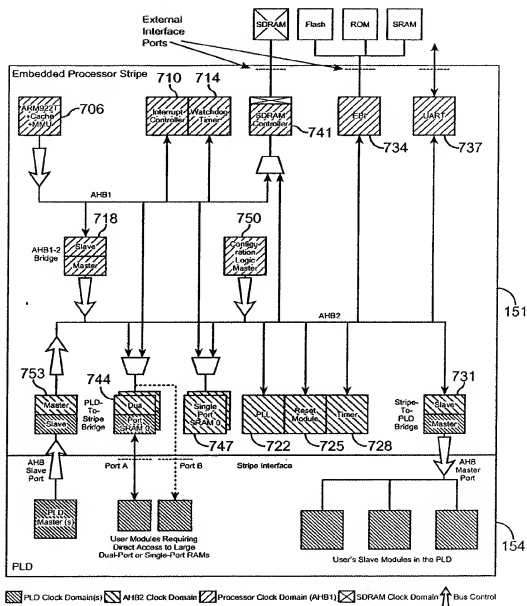 External
Interface
Ports
SDRAM
Flash
ROM
SRAM
Embedded Processor Stripe
ARM922T
+Cache
+MMU
706
710
714
Interrupt
Controller
Watchdog
Timer
SDRAM
Controller
741
EBI
734
UART
737
AHB1
718
Slave
Master
AHB1-2
Bridge
750
Configu-
ration
Logic
Master
AHB2
151
753
Master
Slave
PLD-
To-
Stripe
Bridge
744
Dual
Port
SRAM 0
Single
Port
SRAM 0
747
PLL
722
Reset
Module
725
Timer
728
Stripe-
To-PLD
Bridge
731
Slave
Master
AHB
Slave
Port
Port A
Port B
Stripe Interface
AHB
Master
Port
PLD
Master (s)
User Modules Requiring
Direct Access to Large
Dual-Port or Single-Port RAMs
User's Slave Modules in the PLD
154
PLD
PLD Clock Domain(s)
AHB2 Clock Domain
Processor Clock Domain (AHB1)
SDRAM Clock Domain
Bus Control